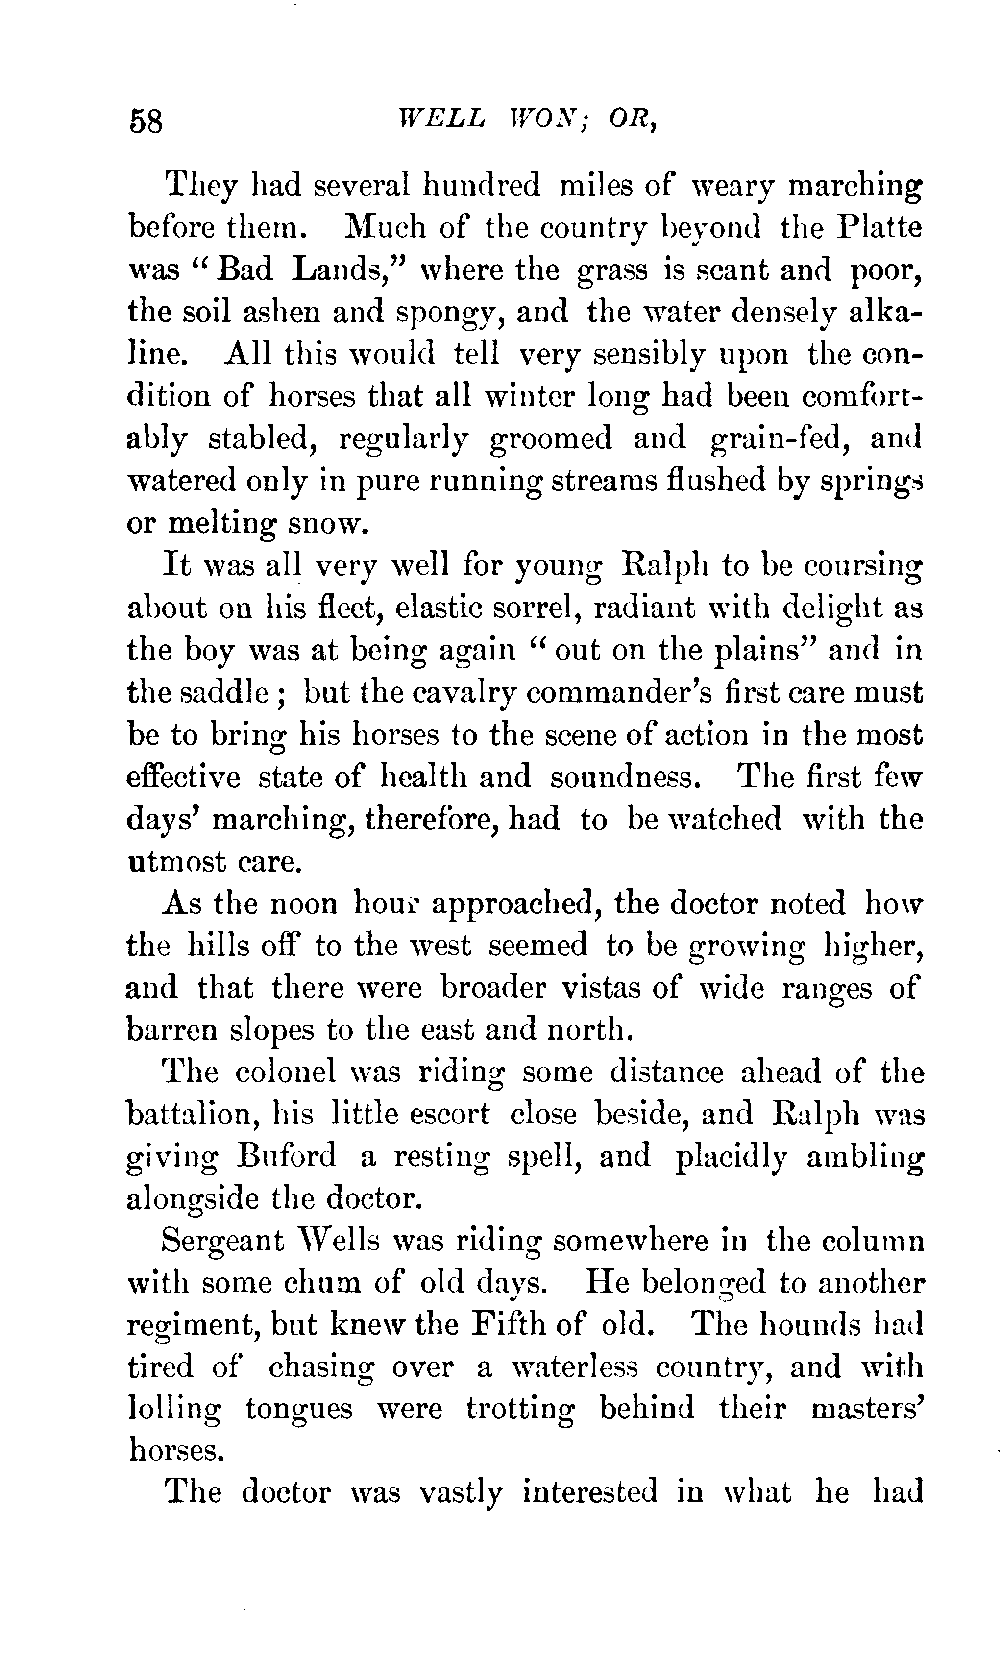 58 WELL WON; OR,
They had several hundred miles of weary marching
before them. Much of the country beyond the Platte
was “ Bad Lands,” where the grass is scant and poor,
the soil ashen and spongy, and the water densely alka-
line. All this would tell very sensibly upon the con-
dition of horses that all winter long had been comfort-
ably stabled, regularly groomed and grain-fed, and
watered only in pure running streams flushed by springs
or melting snow.
It was all very well for young Ralph to be coursing
about on his fleet, elastic sorrel, radiant with delight as
the boy was at being again “ out on the plains” and in
the saddle ; but the cavalry commander’s first care must
be to bring his horses to the scene of action in the most
effective state of health and soundness. The first few
days’ marching, therefore, had to be watched with the
utmost care.
As the noon hour approached, the doctor noted how
the hills off to the west seemed to be growing higher,
and that there were broader vistas of wide ranges of
barren slopes to the east and north.
The colonel was riding some distance ahead of the
battalion, his little escort close beside, and Ralph was
giving Buford a resting spell, and placidly ambling
alongside the doctor.
Sergeant Wells was riding somewhere in the column
with some chum of old days. He belonged to another
regiment, but knew the Fifth of old. The hounds had
tired of chasing over a waterless country, and with
lolling tongues were trotting behind their masters’
horses.
The doctor was vastly interested in what he had